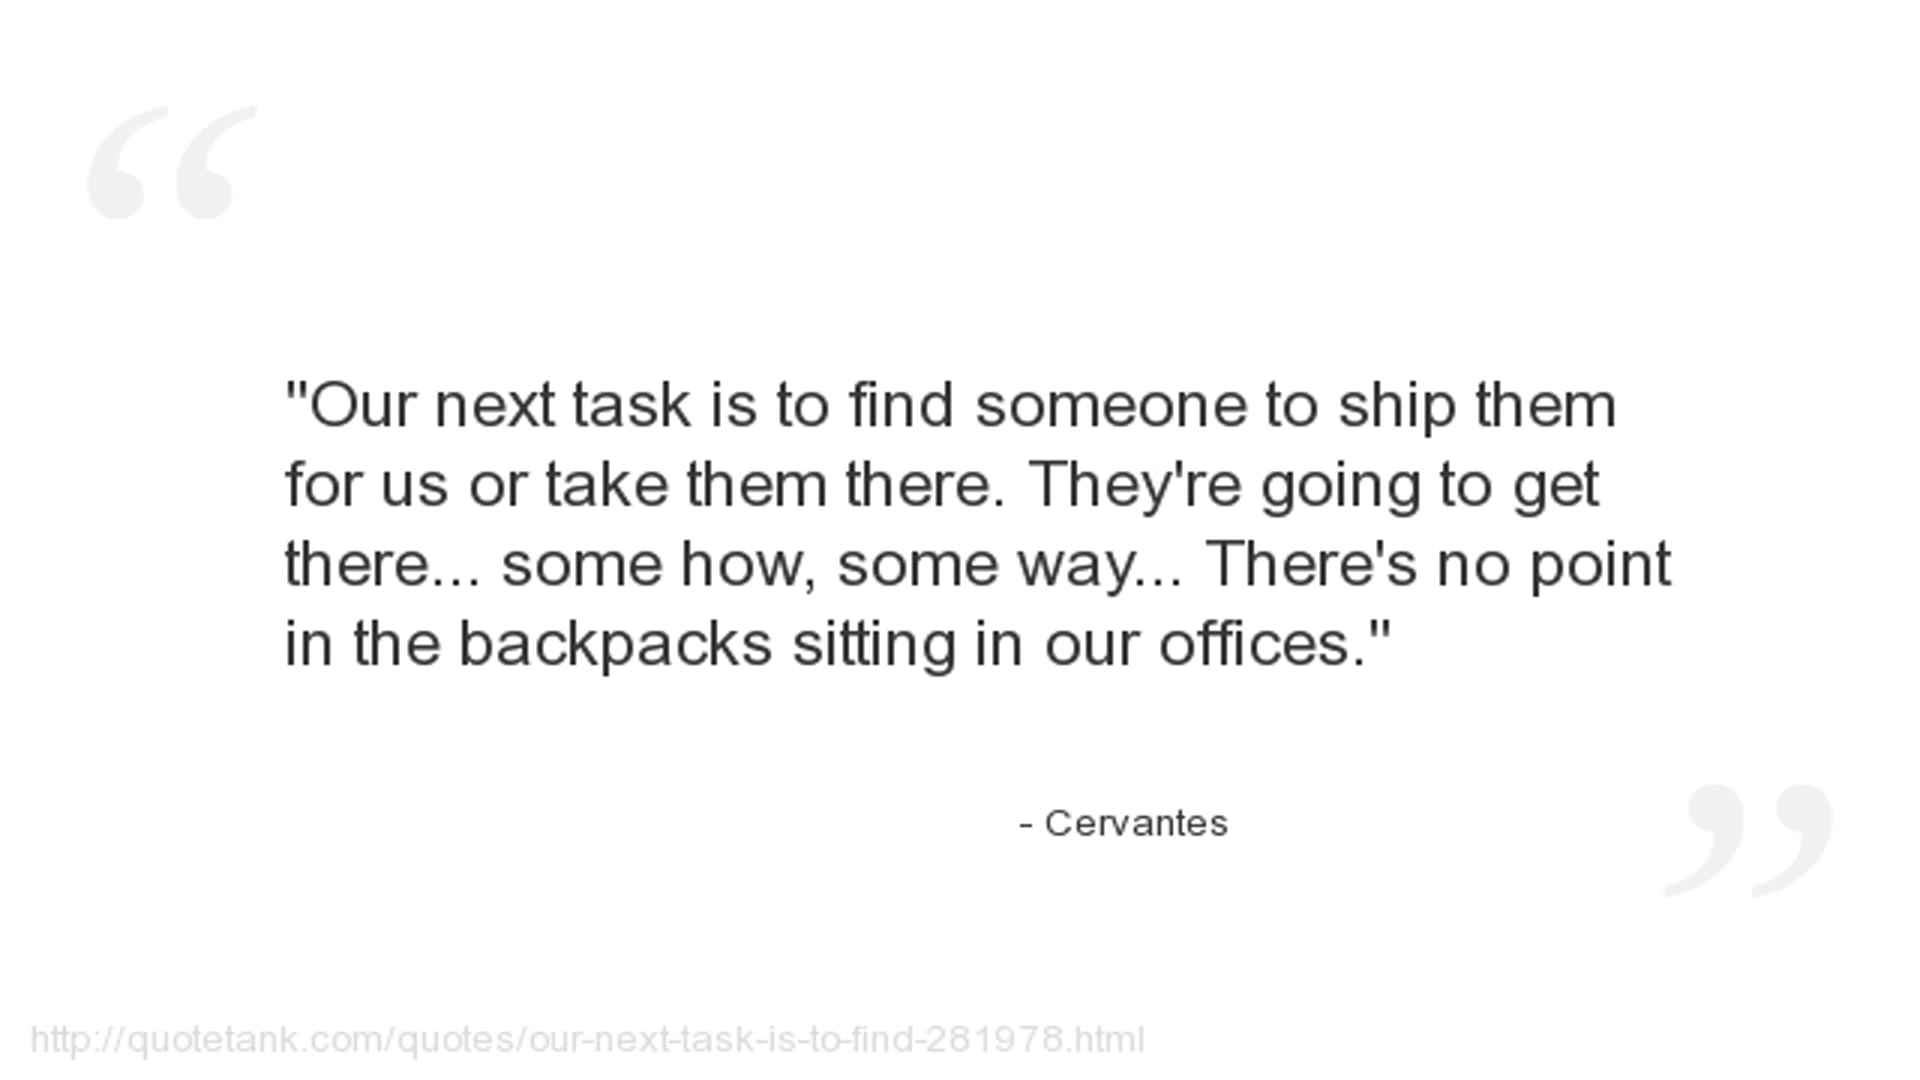 "Our next task is to find someone to ship them
for us or take them there. They're going to get
there... some how, some way... There's no point
in the backpacks sitting in our offices."
- Cervantes
http://quotetank.com/quotes/our-next-task-is-to-find-281978.html